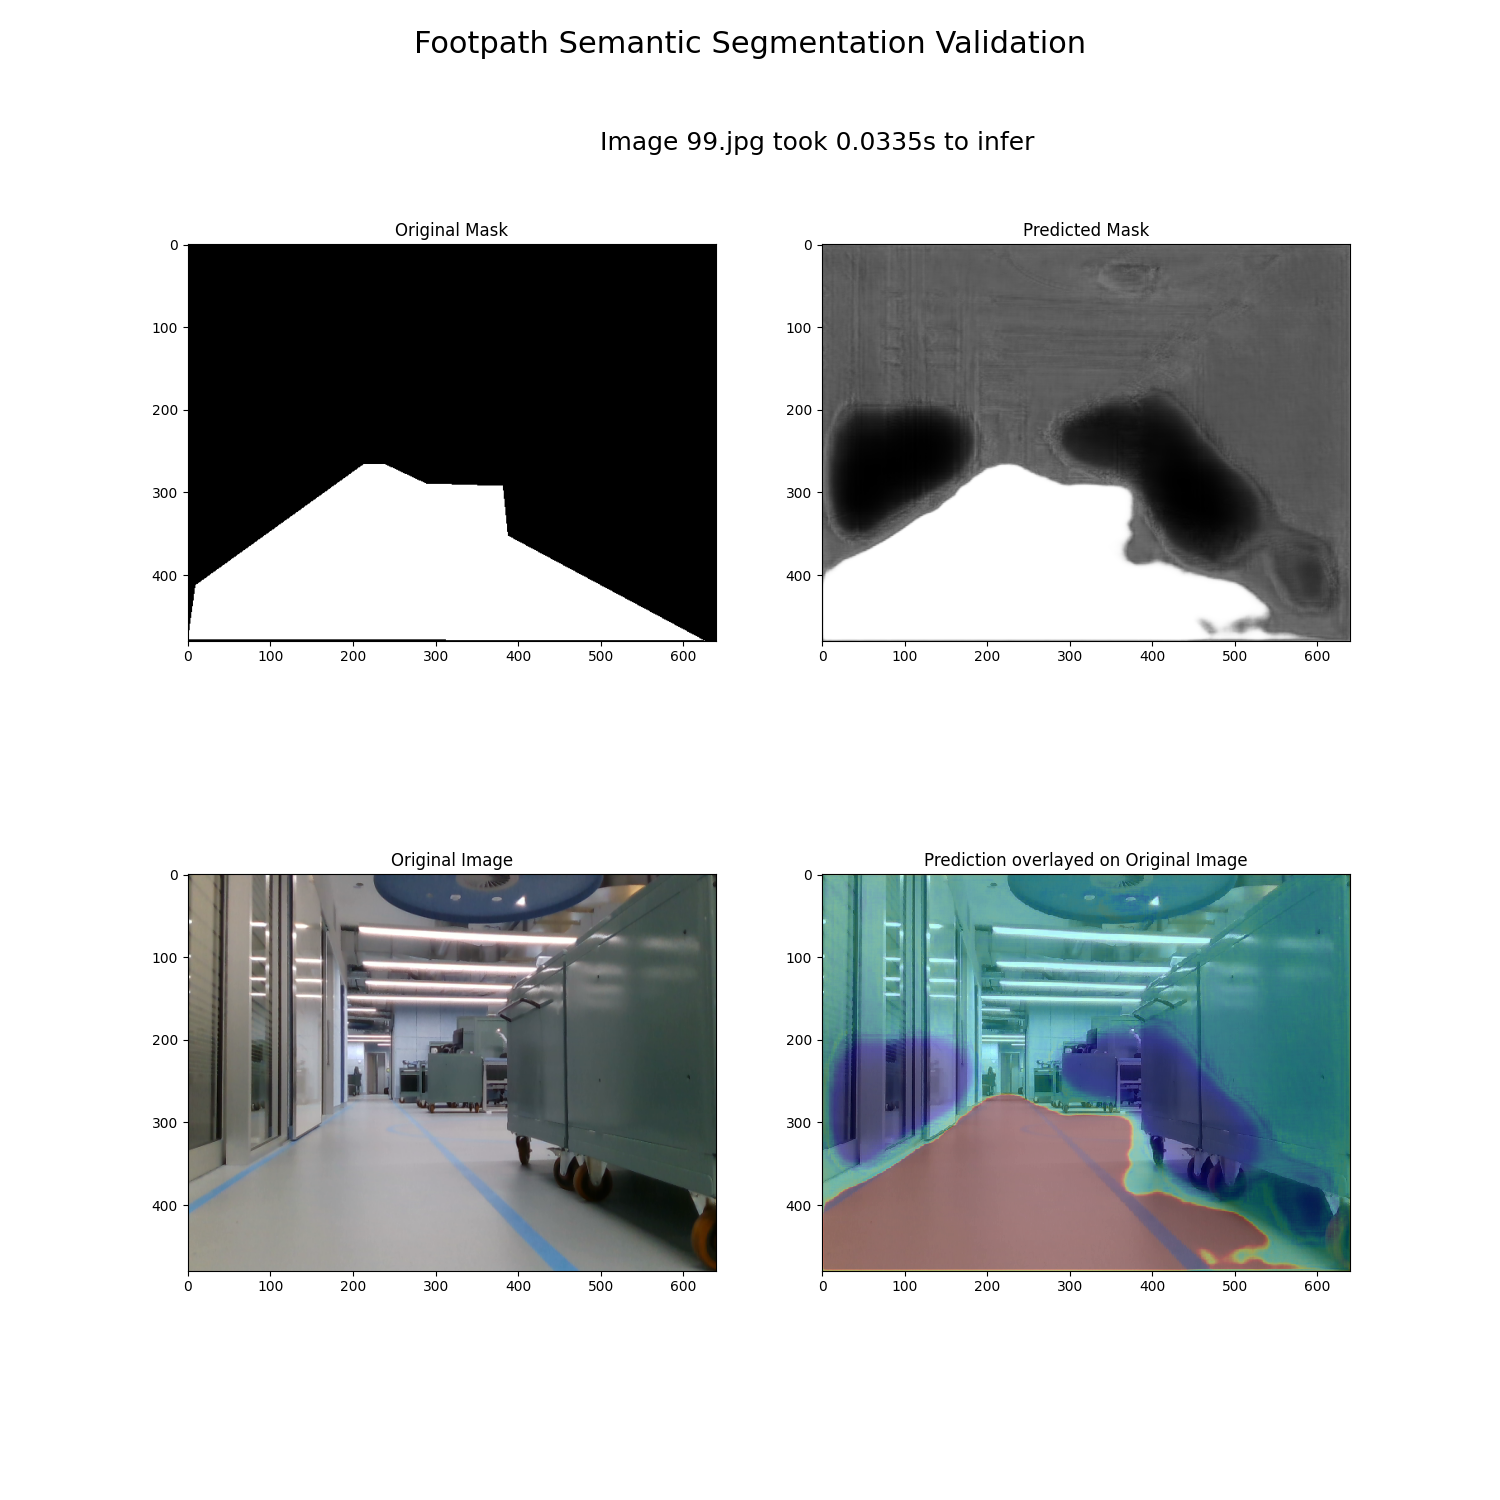 Footpath Semantic Segmentation Validation
Image 99.jpg took 0.0335s to infer
Original Mask
0
100
200
300
400
0 100 200 300 400 500 600
Predicted Mask
0
100
200
300
400
0 100 200 300 400 500 600
Original Image
0
100
200
300
400
0 100 200 300 400 500 600
Prediction overlayed on Original Image
0
100
200
300
400
0 100 200 300 400 500 600